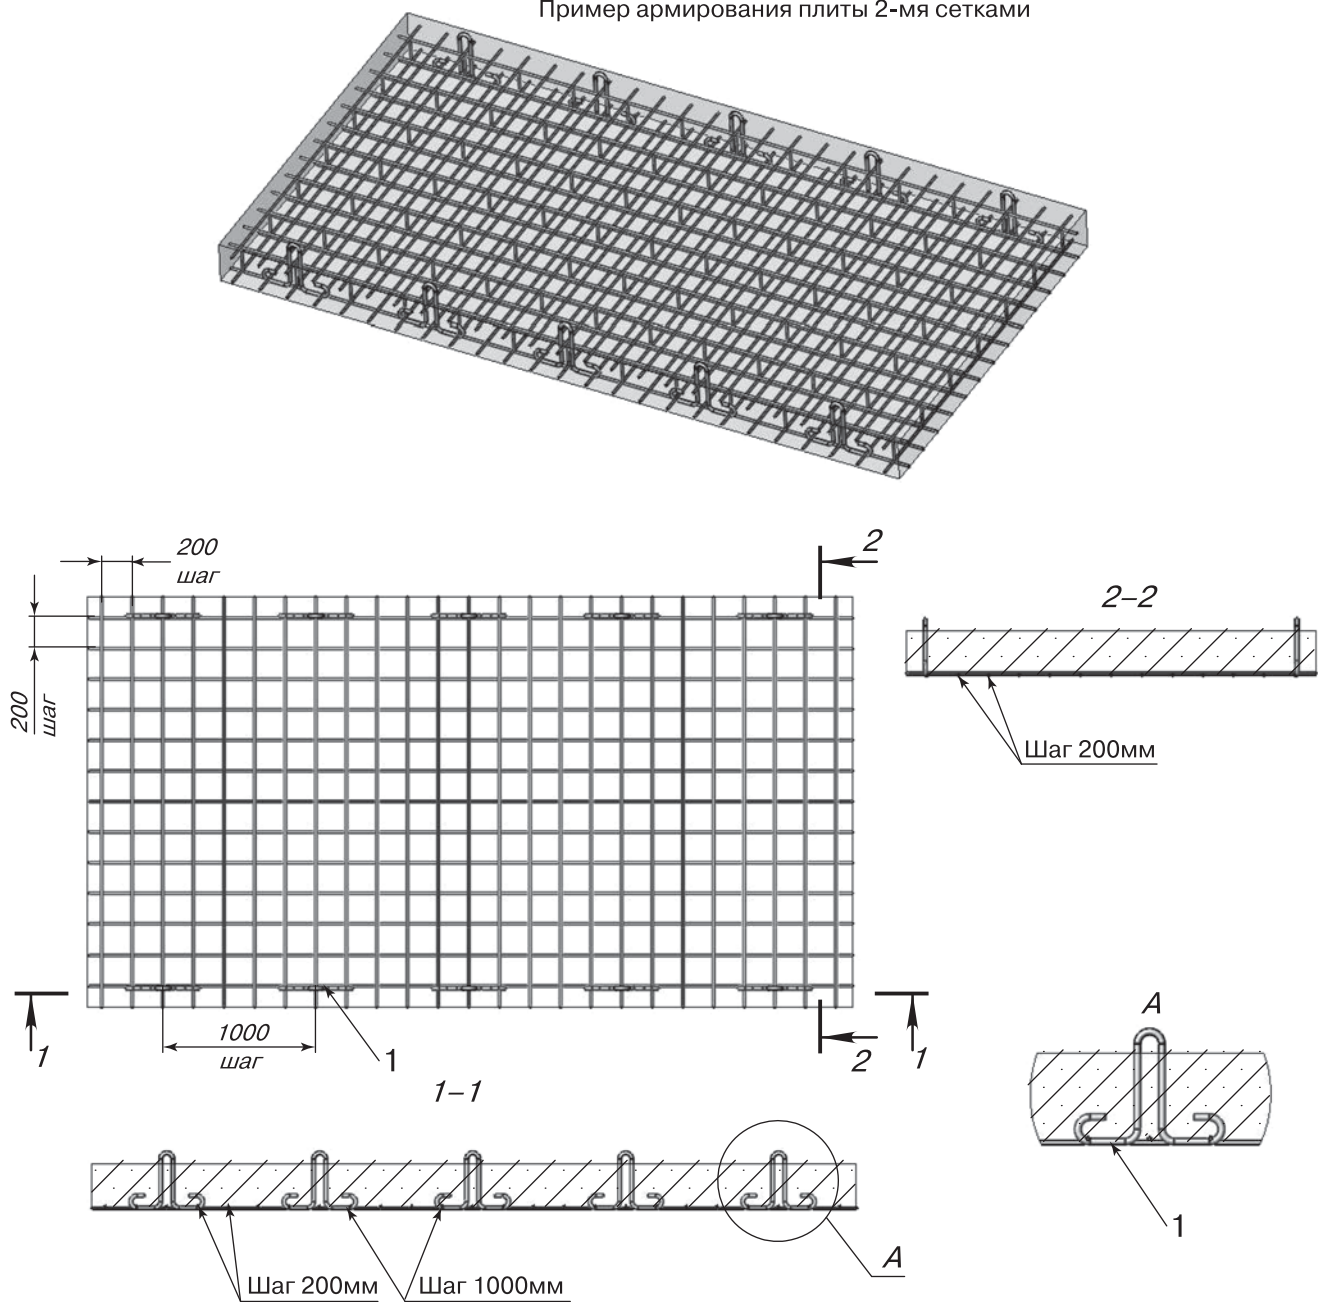 Пример армирования плиты 2-мя сетками
200
шаг
2
2–2
200
шаг
Шаг 200мм
1
1000
шаг
1
2
1
А
1–1
1
А
Шаг 200мм
Шаг 1000мм